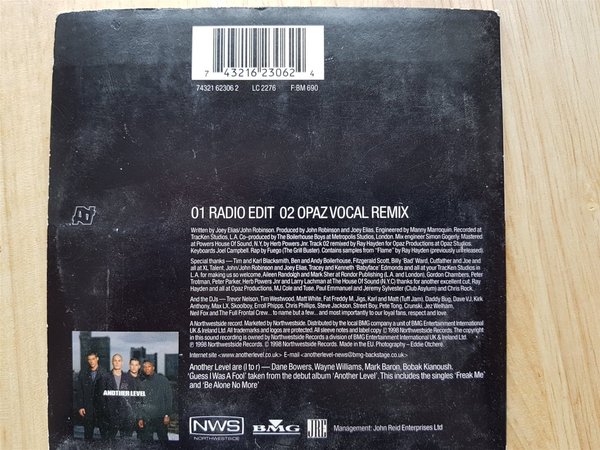 7 43216 23062 4
74321 62306 2 LC 2276 F:BM 690
01 RADIO EDIT 02 OPAZ VOCAL REMIX
Written by Joey Elias/John Robinson. Produced by John Robinson and Joey Elias, Engineered by Manny Marroquin. Recorded at
TracKen Studios, L.A. Co-produced by The Boilerhouse Boys at Metropolis Studios, London. Mix engineer Simon Gogerly. Mastered
at Powers House Of Sound, N.Y. by Herb Powers Jnr. Track 02 remixed by Ray Hayden for Opaz Productions at Opaz Studios.
Keyboards Joel Campbell. Rap by Fuego (The Grill Buster). Contains samples from "Flame" by Ray Hayden (previously unreleased)
Special thanks — Tim and Karl Blacksmith, Ben and Andy Boilerhouse, Fitzgerald Scott, Billy 'Bad' Ward, Cutfather and Joe and
all at XL Talent, John/John Robinson and Joey Elias, Tracey and Kenneth 'Babyface' Edmonds and all at your TracKen Studios in
L.A. for making us so welcome, Aileen Randolgh and Mark Sher at Rondor Publishing (L.A. and London), Gordon Chambers, Peter
Trotman, Peter Parker, Herb Powers Jnr and Larry Lachman at The House Of Sound (N.Y.) thanks for another excellent cut, Ray
Hayden and all at Opaz Productions, MJ Cole and Tose, Paul Emmanuel and Jeremy Sylvester (Club Asylum) and Chris Rock.
And the DJs — Trevor Nelson, Tim Westwood, Matt White, Fat Freddy M, Jigs, Karl and Matt (Tuff Jam), Daddy Bug, Dave VJ, Kirk
Anthony, Max LX, Skoolboy, Erroll Phipps, Chris Phillips, Steve Jackson, Street Boy, Pete Tong, Crunski, Jez Welham,
Neil Fox and The Full Frontal Crew... to name but a few... and most importantly to our loyal fans, respect and love.
A Northwestside record. Marketed by Northwestside. Distributed by the local BMG company a unit of BMG Entertainment International
UK & Ireland Ltd. All trademarks and logos are protected. All sleeve notes and label copy © 1998 Northwestside Records. The copyright
in this sound recording is owned by Northwestside Records under exclusive licence to BMG Entertainment International
UK & Ireland Ltd. ℗ 1998 Northwestside Records. © 1998 Northwestside Records. Made in the EU. Photography – Eddie Otchere.
Internet site <www.anotherlevel.co.uk> E-mail <anotherlevel-news@bmg-backstage.co.uk>
Another Level are (l to r) — Dane Bowers, Wayne Williams, Mark Baron, Bobak Kianoush.
'Guess I Was A Fool' taken from the debut album 'Another Level'. This includes the singles 'Freak Me'
and 'Be Alone No More'
ANOTHER LEVEL
NWS
NORTHWESTSIDE
BMG
JRE
Management: John Reid Enterprises Ltd